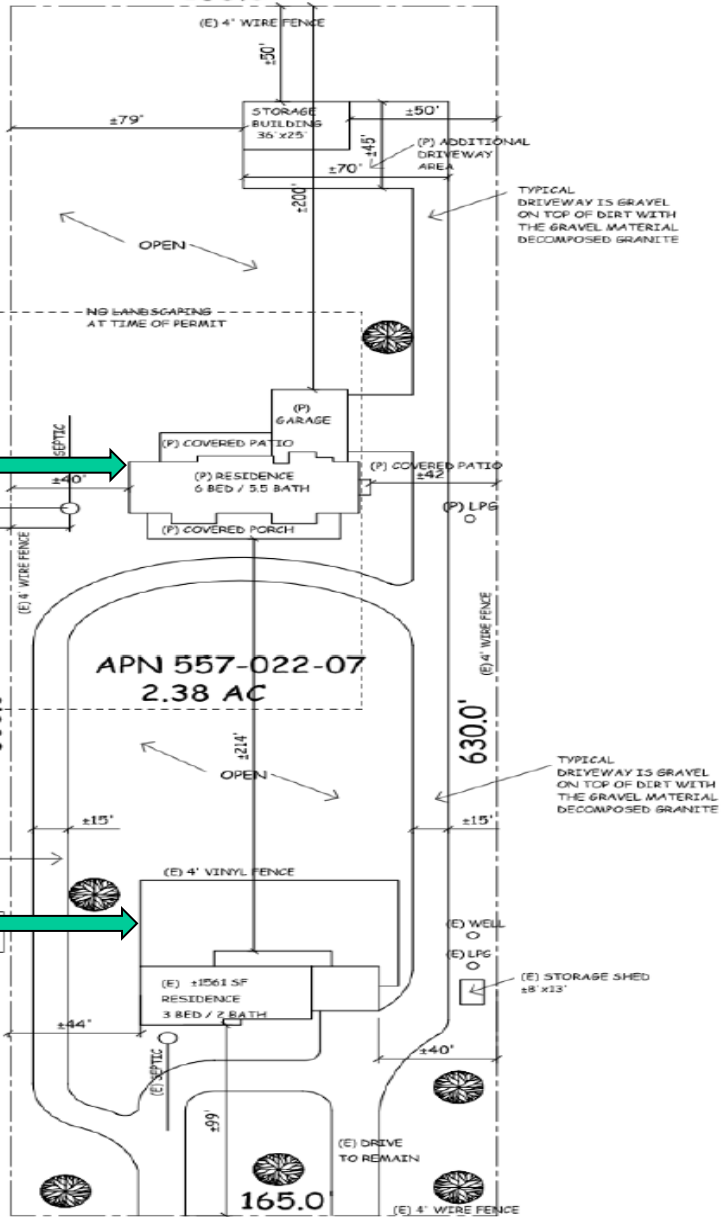 (E) 4' WIRE FENCE
±50'
±79'
STORAGE
BUILDING
36'x25'
±50'
±45'
(P) ADDITIONAL
DRIVEWAY
AREA
±70'
±200'
TYPICAL
DRIVEWAY IS GRAVEL
ON TOP OF DIRT WITH
THE GRAVEL MATERIAL
DECOMPOSED GRANITE
OPEN
NO LANDSCAPING
AT TIME OF PERMIT
(P)
GARAGE
SEPTIC
(P) COVERED PATIO
(P) COVERED PATIO
±40'
(P) RESIDENCE
6 BED / 5.5 BATH
±42
(P) LPG
(P) COVERED PORCH
(E) 4' WIRE FENCE
(E) 4' WIRE FENCE
APN 557-022-07
2.38 AC
630.0'
±214'
OPEN
TYPICAL
DRIVEWAY IS GRAVEL
ON TOP OF DIRT WITH
THE GRAVEL MATERIAL
DECOMPOSED GRANITE
±15'
±15'
(E) 4' VINYL FENCE
(E) WELL
(E) LPG
(E) STORAGE SHED
±8'x13'
(E) ±1561 SF
RESIDENCE
3 BED / 2 BATH
±44'
±40'
(E) SEPTIC
±99'
(E) DRIVE
TO REMAIN
165.0'
(E) 4' WIRE FENCE